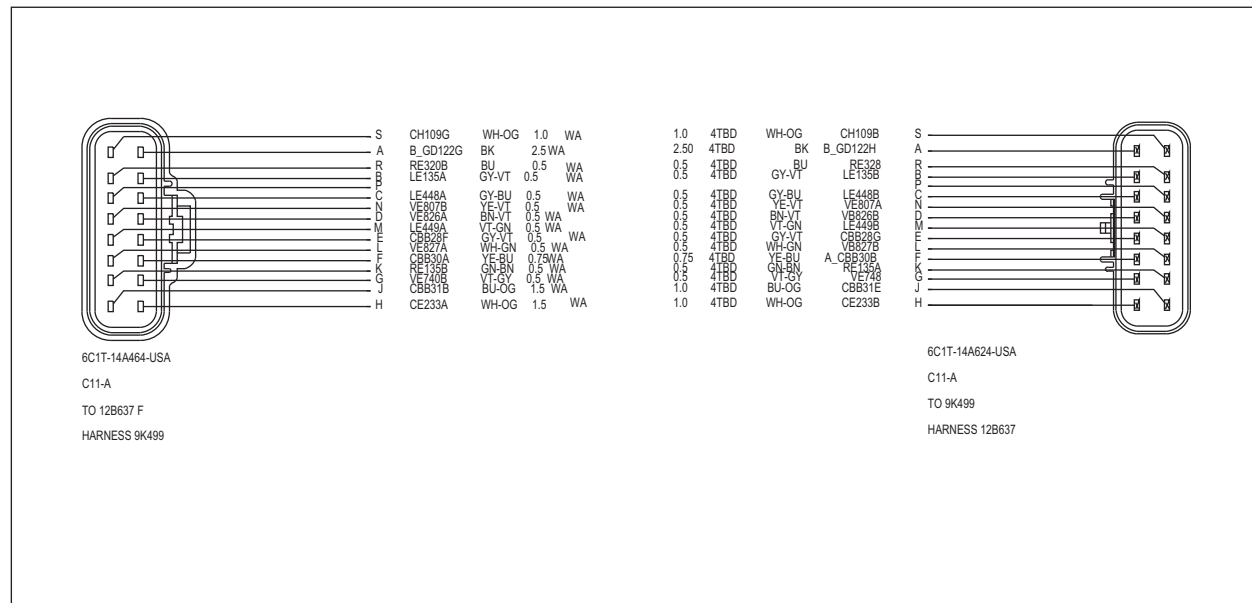 S CH109G WH-OG 1.0 WA
A B_GD122G BK 2.5 WA
R RE320B BU 0.5 WA
B LE135A GY-VT 0.5 WA
P
C LE448A GY-BU 0.5 WA
N VE807B YE-VT 0.5 WA
D VB826A BN-VT 0.5 WA
M LE449A VT-GN 0.5 WA
E CBB28F GY-VT 0.5 WA
L VE827A WH-GN 0.5 WA
F CBB30A YE-BU 0.75WA
K RE135B GN-BN 0.5 WA
G VE740B VT-GY 0.5 WA
J CBB31B BU-OG 1.5 WA
H CE233A WH-OG 1.5 WA
6C1T-14A464-USA
C11-A
TO 12B637 F
HARNESS 9K499
1.0 4TBD WH-OG CH109B S
2.50 4TBD BK B_GD122H A
0.5 4TBD BU RE328 R
0.5 4TBD GY-VT LE135B B
P
0.5 4TBD GY-BU LE448B C
0.5 4TBD YE-VT VE807A N
0.5 4TBD BN-VT VB826B D
0.5 4TBD VT-GN LE449B M
0.5 4TBD GY-VT CBB28G E
0.5 4TBD WH-GN VB827B L
0.75 4TBD YE-BU A_CBB30B F
0.5 4TBD GN-BN RE135A K
0.5 4TBD VT-GY VE748 G
1.0 4TBD BU-OG CBB31E J
1.0 4TBD WH-OG CE233B H
6C1T-14A624-USA
C11-A
TO 9K499
HARNESS 12B637